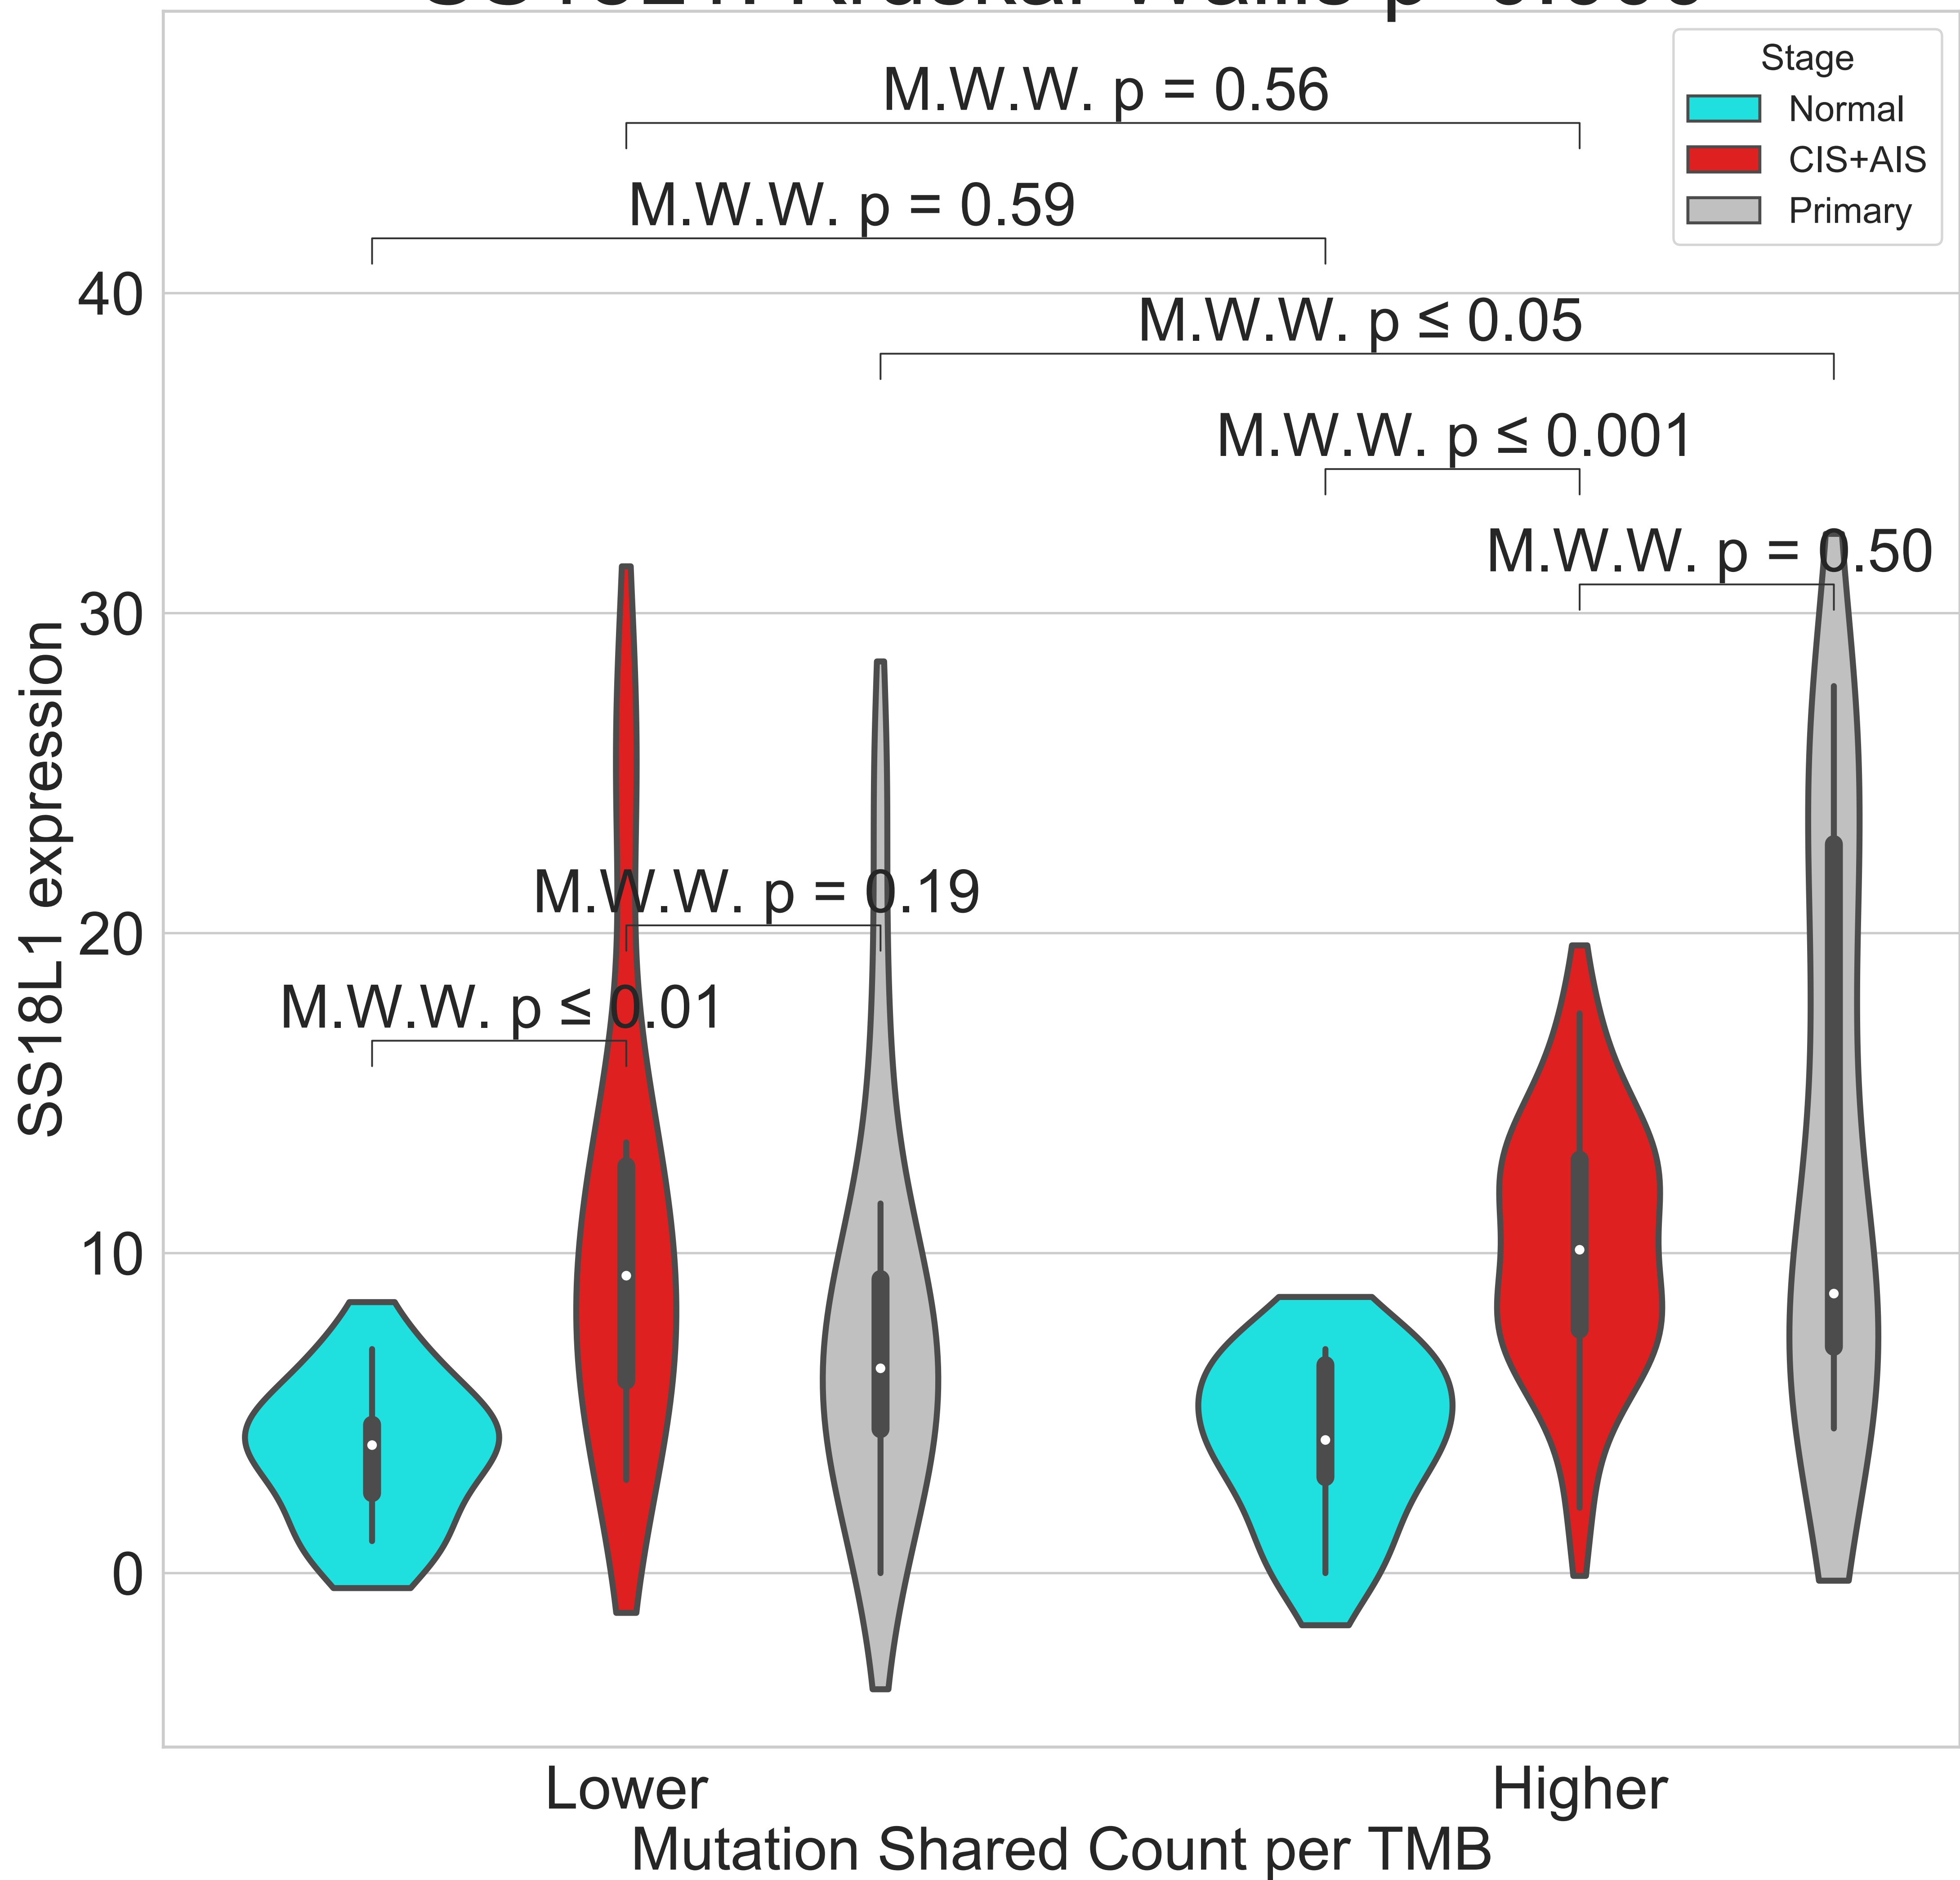 Stage
Normal
CIS+AIS
Primary
M.W.W. p = 0.56
M.W.W. p = 0.59
M.W.W. p ≤ 0.05
M.W.W. p ≤ 0.001
M.W.W. p = 0.50
M.W.W. p = 0.19
M.W.W. p ≤ 0.01
40
30
20
10
0
SS18L1 expression
Lower
Higher
Mutation Shared Count per TMB